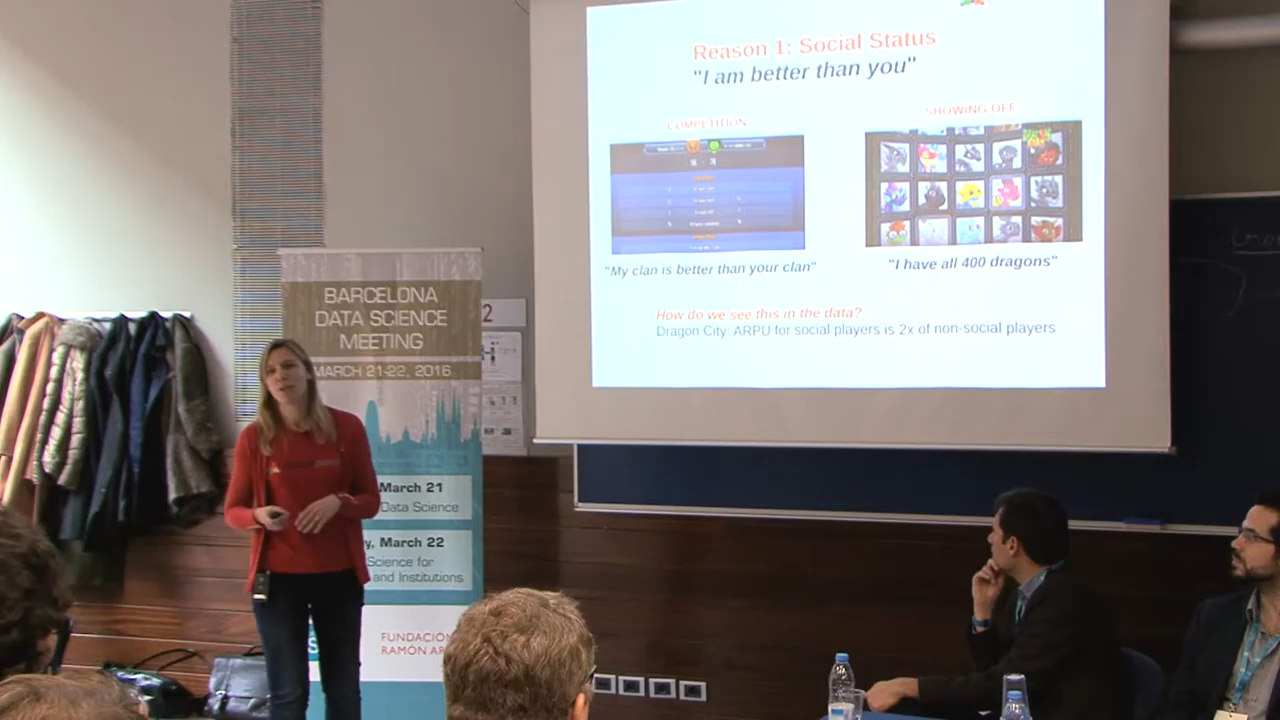 Reason 1: Social Status
"I am better than you"
COMPETITION
SHOWING OFF
"My clan is better than your clan"
"I have all 400 dragons"
How do we see this in the data?
Dragon City: ARPU for social players is 2x of non-social players
BARCELONA
DATA SCIENCE
MEETING
MARCH 21-22, 2016
March 21
Data Science
y, March 22
Science for
and Institutions
FUNDACIÓN
RAMÓN AR
2